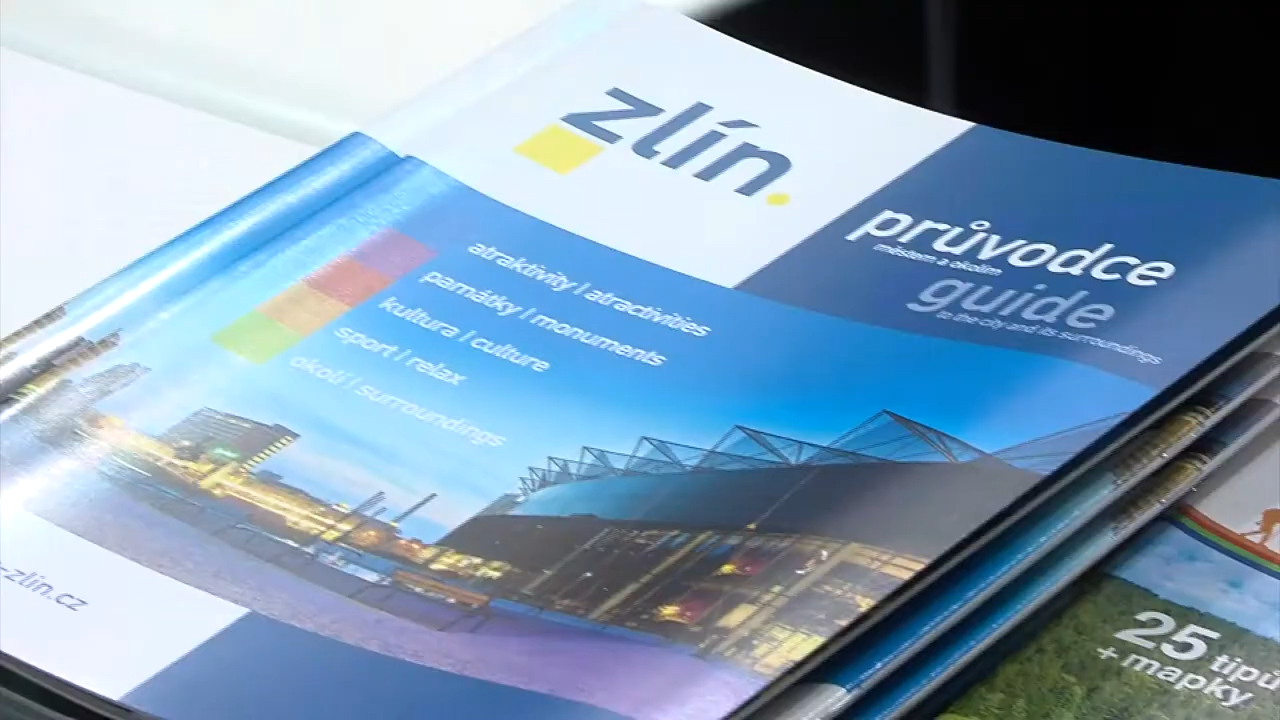 zlín.
průvodce
městem a okolím
guide
to the city and its surroundings
atraktivity | atractivities
památky | monuments
kultura | culture
sport | relax
okolí | surroundings
-zlín.cz
25 tipů
+ mapky